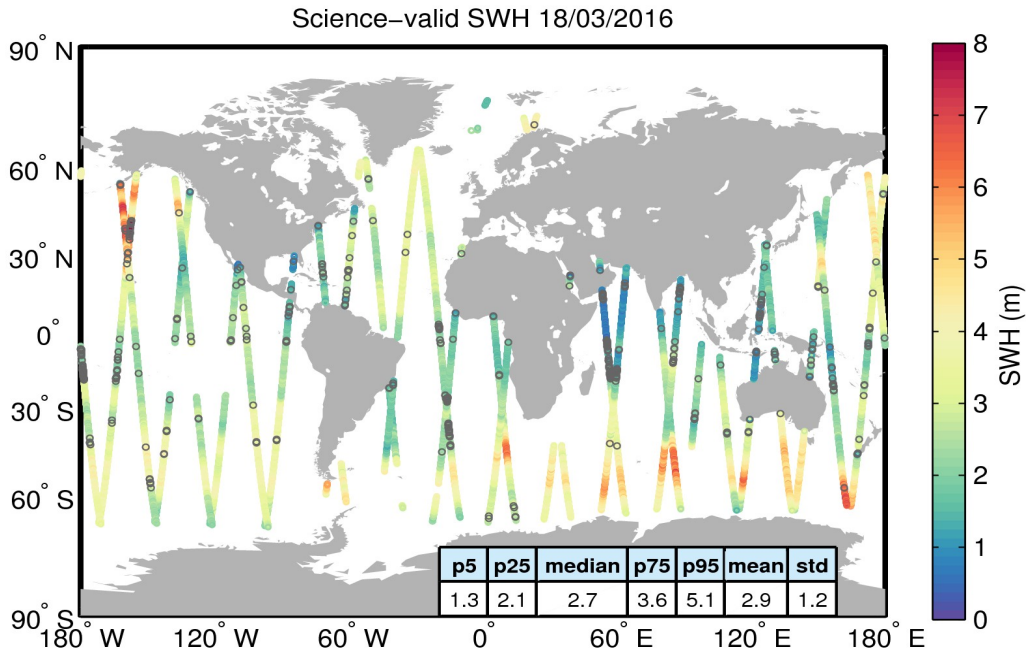 Science−valid SWH 18/03/2016
90° N
60° N
30° N
0°
30° S
60° S
90° S
180° W
120° W
60° W
0°
60° E
120° E
180° E
p5 p25 median p75 p95 mean std
1.3 2.1 2.7 3.6 5.1 2.9 1.2
8
7
6
5
4
3
2
1
0
SWH (m)